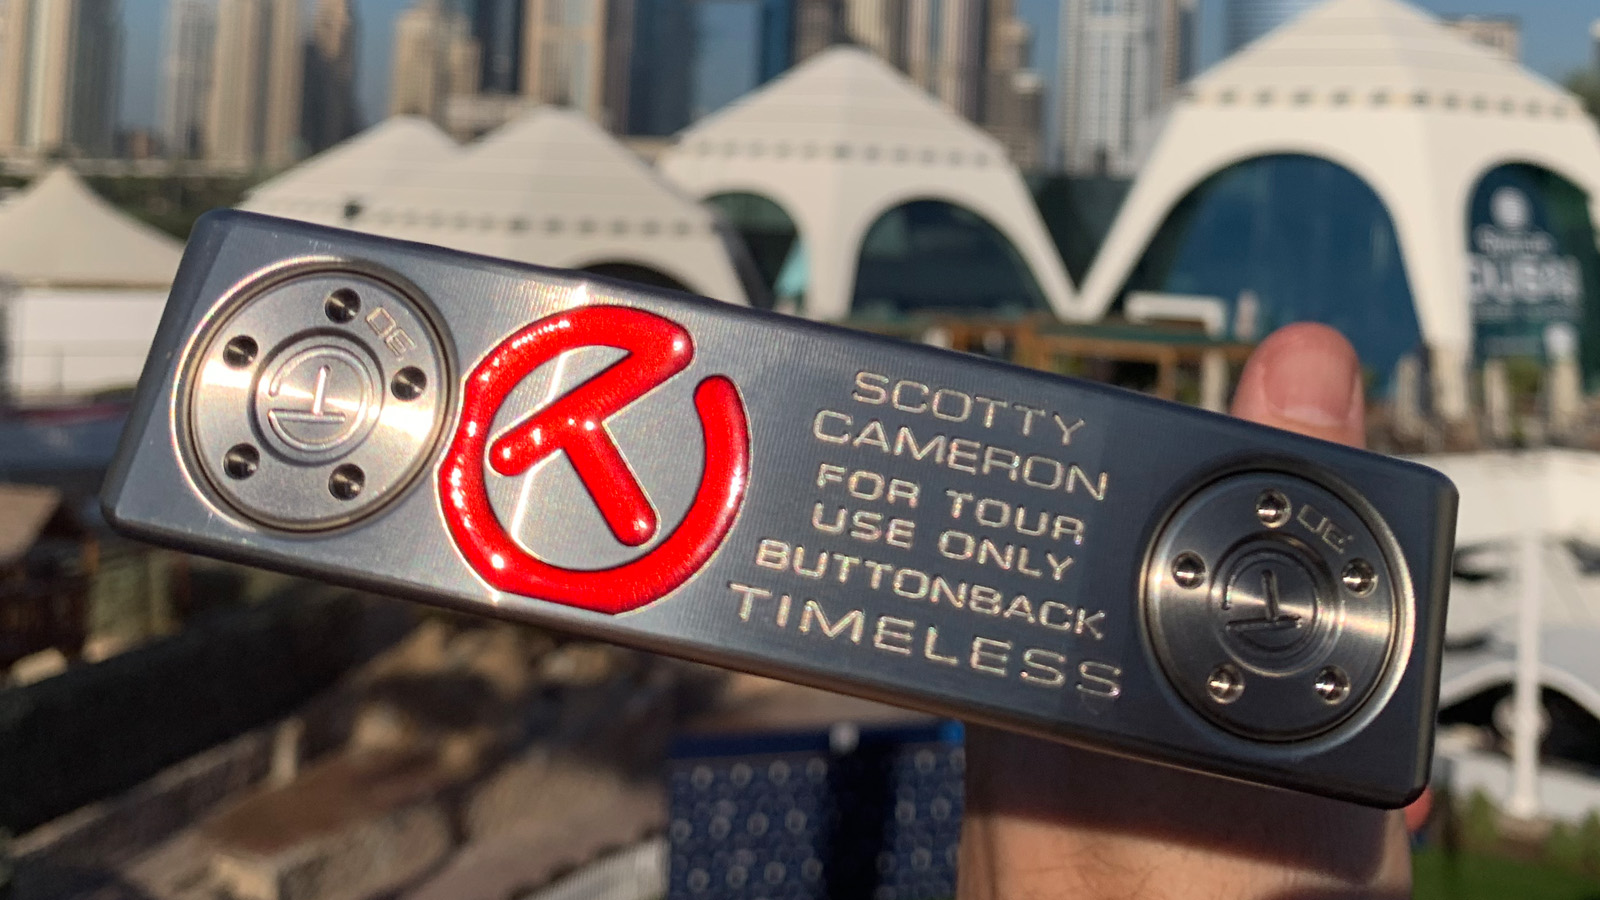 30
SCOTTY
CAMERON
FOR TOUR
USE ONLY
BUTTONBACK
TIMELESS
30
DUBAI